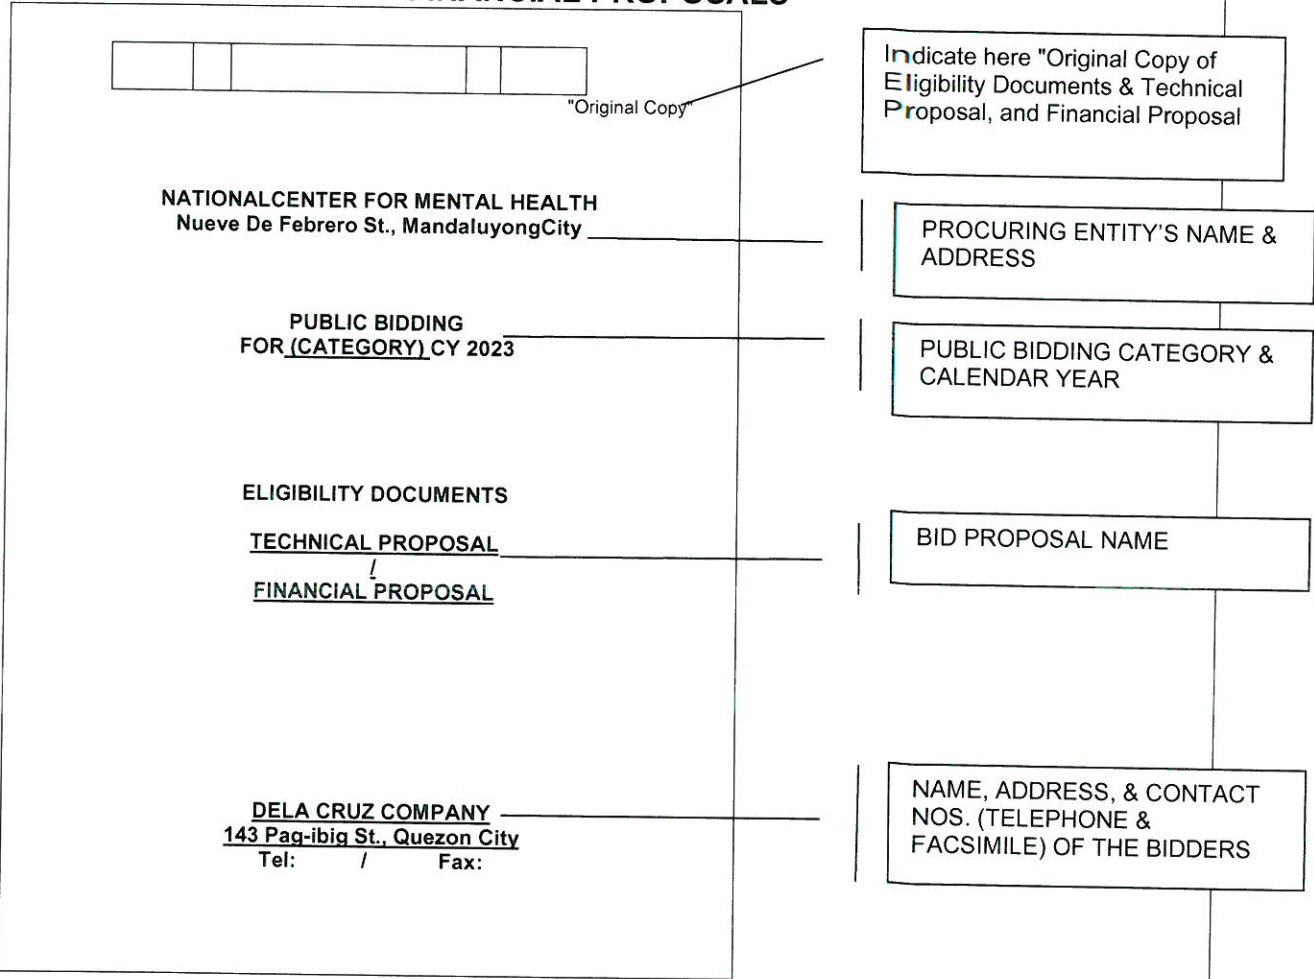 FINANCIAL PROPOSALS
"Original Copy"
Indicate here "Original Copy of
Eligibility Documents & Technical
Proposal, and Financial Proposal
NATIONALCENTER FOR MENTAL HEALTH
Nueve De Febrero St., MandaluyongCity
PROCURING ENTITY'S NAME &
ADDRESS
PUBLIC BIDDING
FOR (CATEGORY) CY 2023
PUBLIC BIDDING CATEGORY &
CALENDAR YEAR
ELIGIBILITY DOCUMENTS
TECHNICAL PROPOSAL
/
FINANCIAL PROPOSAL
BID PROPOSAL NAME
DELA CRUZ COMPANY
143 Pag-ibig St., Quezon City
Tel: / Fax:
NAME, ADDRESS, & CONTACT
NOS. (TELEPHONE &
FACSIMILE) OF THE BIDDERS